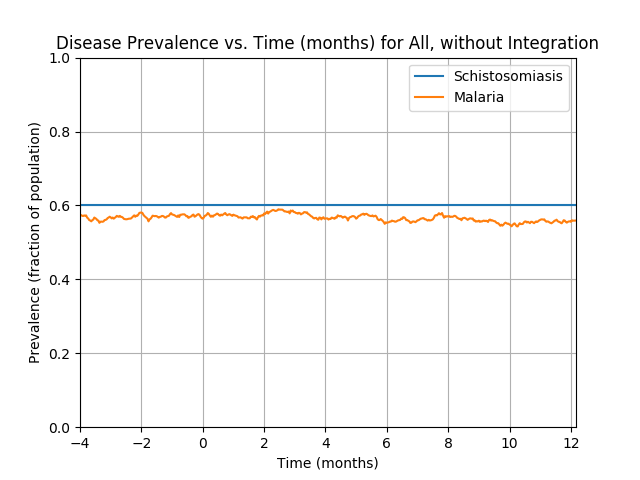 Disease Prevalence vs. Time (months) for All, without Integration
Schistosomiasis
Malaria
Prevalence (fraction of population)
1.0
0.8
0.6
0.4
0.2
0.0
−4 −2 0 2 4 6 8 10 12
Time (months)